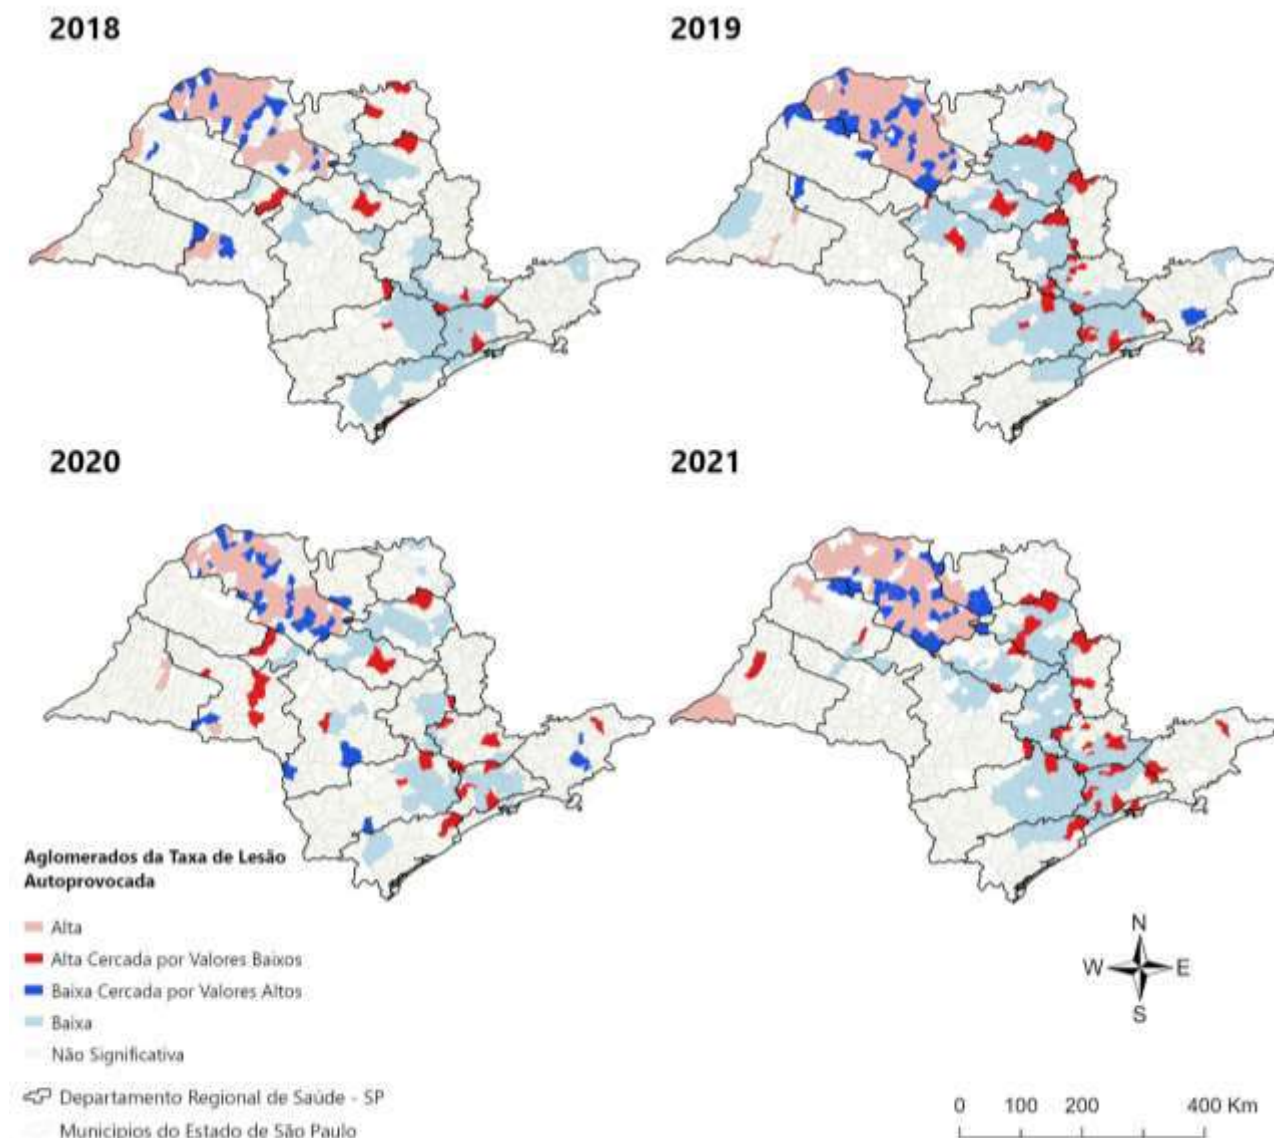 2018
2019
2020
2021
Aglomerados da Taxa de Lesão
Autoprovocada
Alta
Alta Cercada por Valores Baixos
Baixa Cercada por Valores Altos
Baixa
Não Significativa
Departamento Regional de Saúde - SP
Municipios do Estado de São Paulo
N
W E
S
0 100 200 400 Km